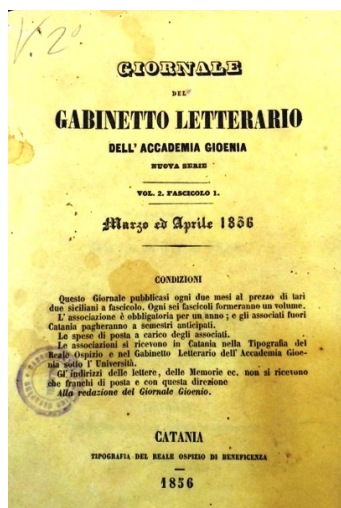 V. 2º
GIORNALE
DEL
GABINETTO LETTERARIO
DELL' ACCADEMIA GIOENIA
NUOVA SERIE
VOL. 2. FASCICOLO 1.
Marzo ed Aprile 1856
CONDIZIONI
Questo Giornale pubblicasi ogni due mesi al prezzo di tari
due siciliani a fascicolo. Ogni sei fascicoli formeranno un volume.
L' associazione è obbligatoria per un anno ; e gli associati fuori
Catania pagheranno a semestri anticipati.
Le spese di posta a carico degli associati.
Le associazioni si ricevono in Catania nella Tipografia del
Reale Ospizio e nel Gabinetto Letterario dell' Accademia Gioe-
nia sotto l' Università.
Gl' indirizzi delle lettere, delle Memorie ec. non si ricevono
che franchi di posta e con questa direzione
Alla redazione del Giornale Gioenio.
CATANIA
TIPOGRAFIA DEL REALE OSPIZIO DI BENEFICENZA
1856